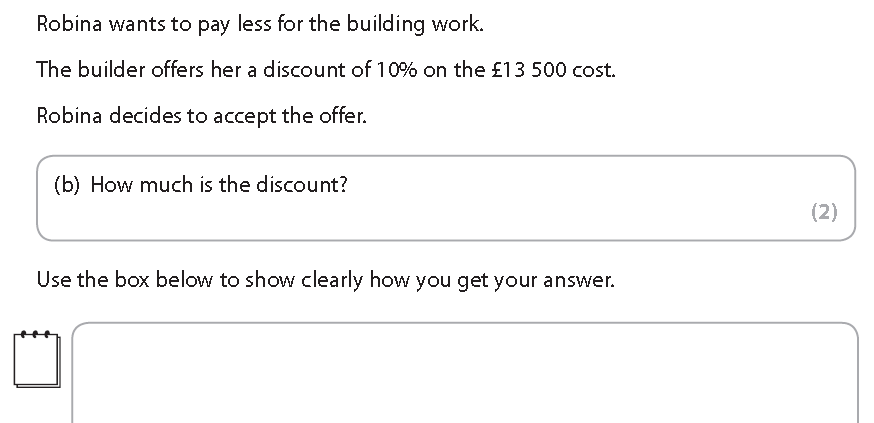 Robina wants to pay less for the building work.
The builder offers her a discount of 10% on the £13 500 cost.
Robina decides to accept the offer.
(b) How much is the discount?
(2)
Use the box below to show clearly how you get your answer.